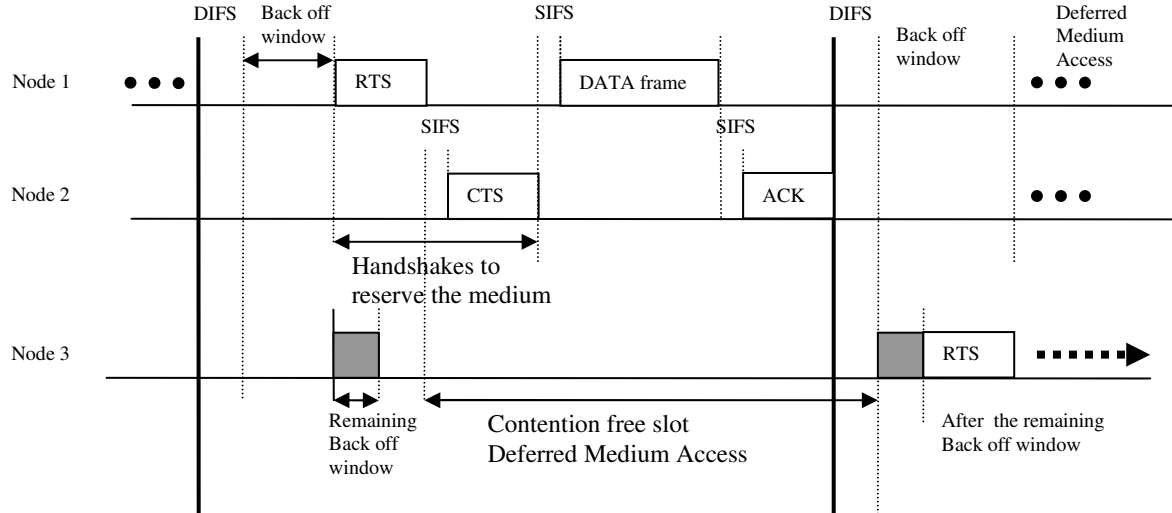 DIFS
Back off
window
SIFS
DIFS
Back off
window
Deferred
Medium
Access
Node 1
RTS
DATA frame
SIFS
SIFS
Node 2
CTS
ACK
Handshakes to
reserve the medium
Node 3
RTS
Remaining
Back off
window
Contention free slot
Deferred Medium Access
After the remaining
Back off window